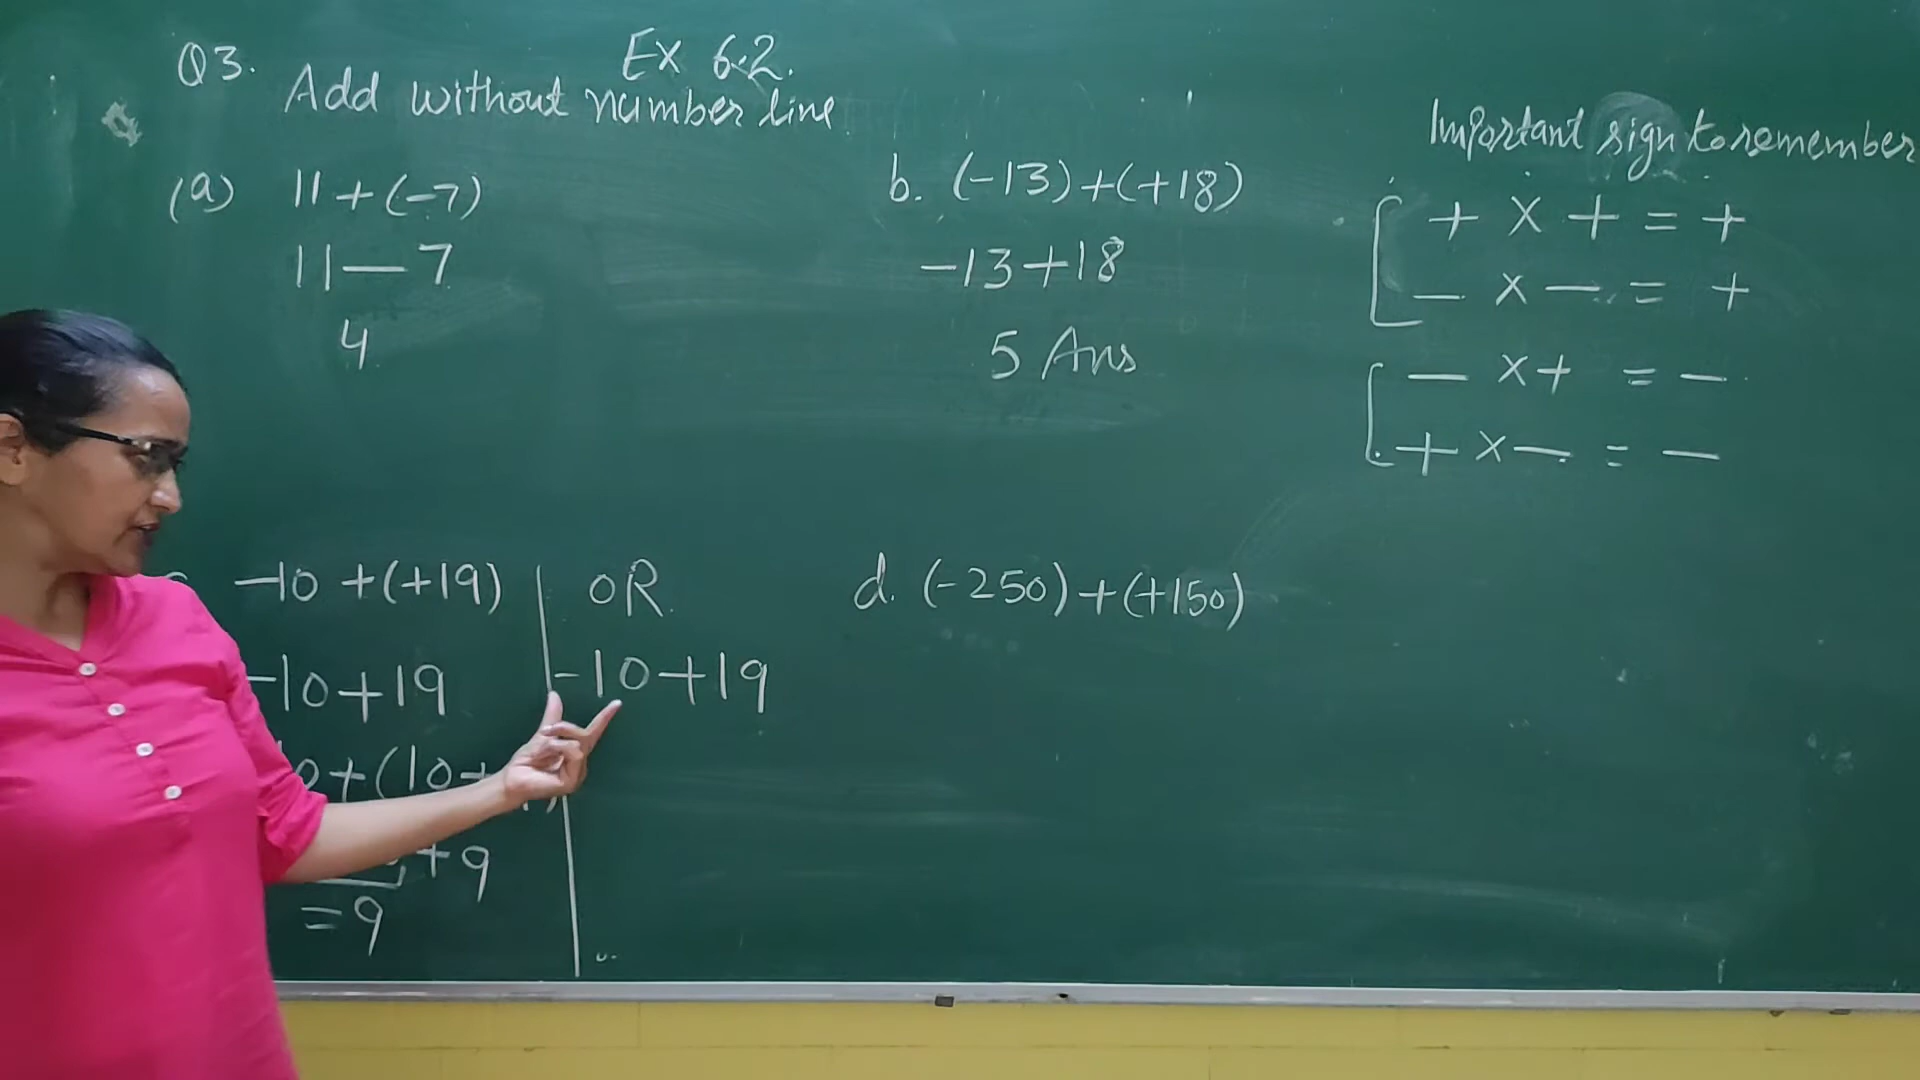 Ex 6.2.
Q3. Add without number line.
(a) 11+(-7)
11-7
4
b. (-13)+(+18)
-13+18
5 Ans
Important sign to remember
+ x + = +
- x - = +
- x + = -
+ x - = -
-10 +(+19)
-10+19
+(10+
+9
=9
OR
-10+19
d. (-250)+(+150)